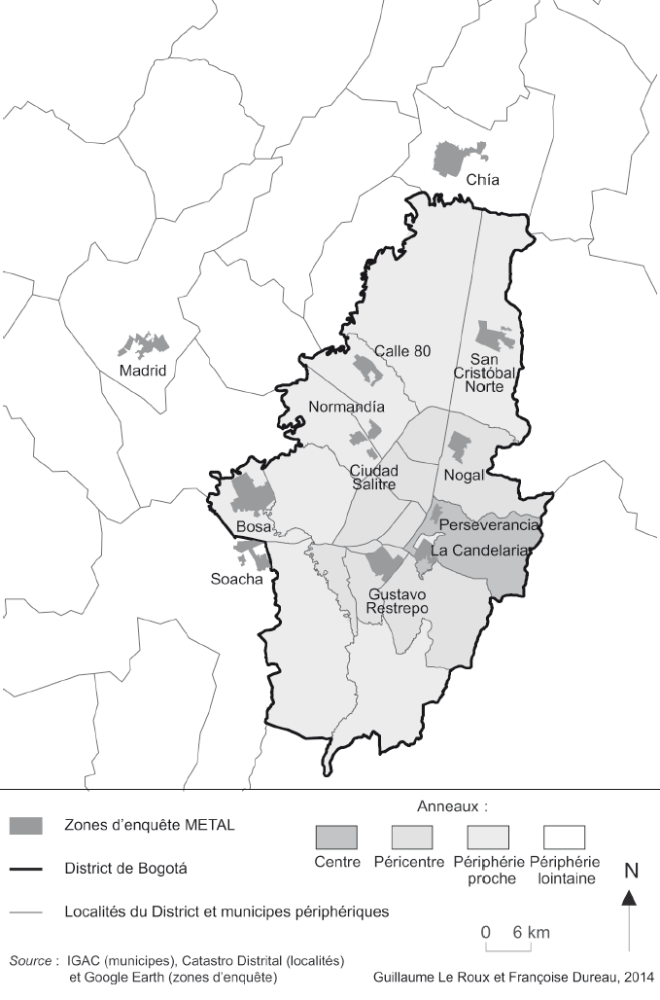 Chía
Calle 80
San
Cristóbal
Norte
Madrid
Normandía
Ciudad
Salitre
Nogal
Bosa
Perseverancia
La Candelaria
Soacha
Gustavo
Restrepo
Anneaux :
Zones d'enquête METAL
Centre
Péricentre
Périphérie
proche
Périphérie
lointaine
District de Bogotá
N
Localités du District et municipes périphériques
0 6 km
Source : IGAC (municipes), Catastro Distrital (localités)
et Google Earth (zones d'enquête)
Guillaume Le Roux et Françoise Dureau, 2014